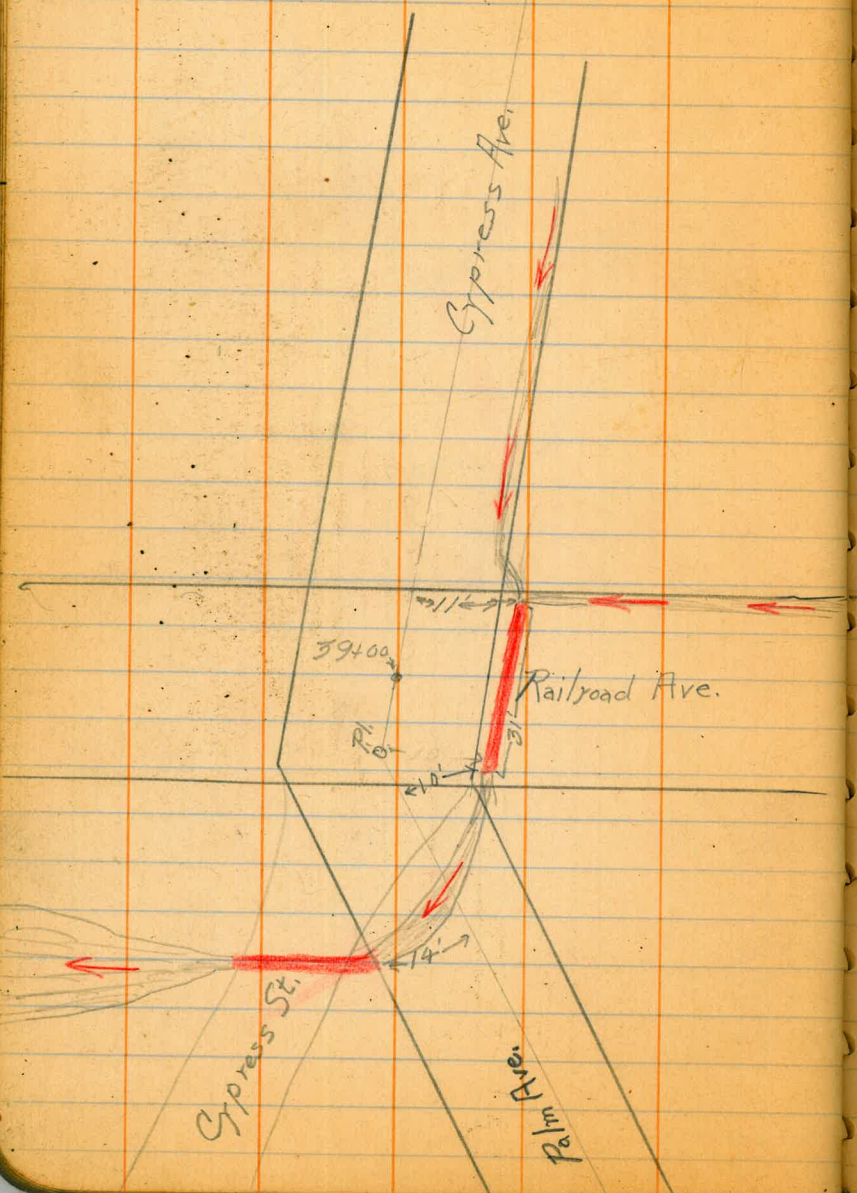 Cypress Ave.
11'
39+00
Railroad Ave.
P.I.
31'
10'
14'
Cypress St.
Palm Ave.